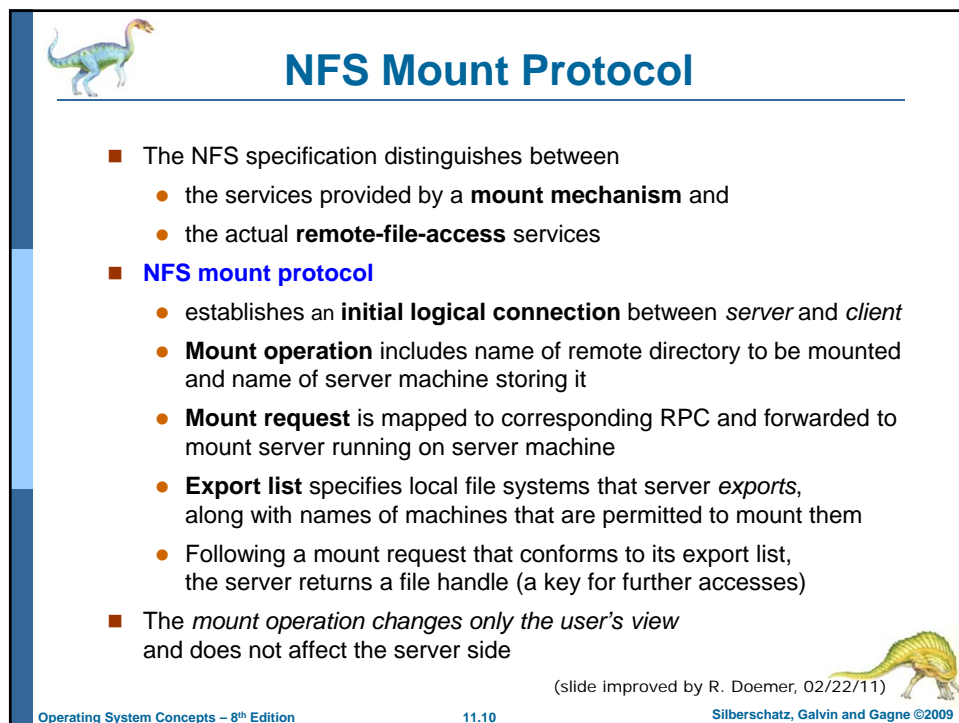 NFS Mount Protocol
The NFS specification distinguishes between
the services provided by a mount mechanism and
the actual remote-file-access services
NFS mount protocol
establishes an initial logical connection between server and client
Mount operation includes name of remote directory to be mounted
and name of server machine storing it
Mount request is mapped to corresponding RPC and forwarded to
mount server running on server machine
Export list specifies local file systems that server exports,
along with names of machines that are permitted to mount them
Following a mount request that conforms to its export list,
the server returns a file handle (a key for further accesses)
The mount operation changes only the user's view
and does not affect the server side
(slide improved by R. Doemer, 02/22/11)
Operating System Concepts – 8th Edition 11.10 Silberschatz, Galvin and Gagne ©2009